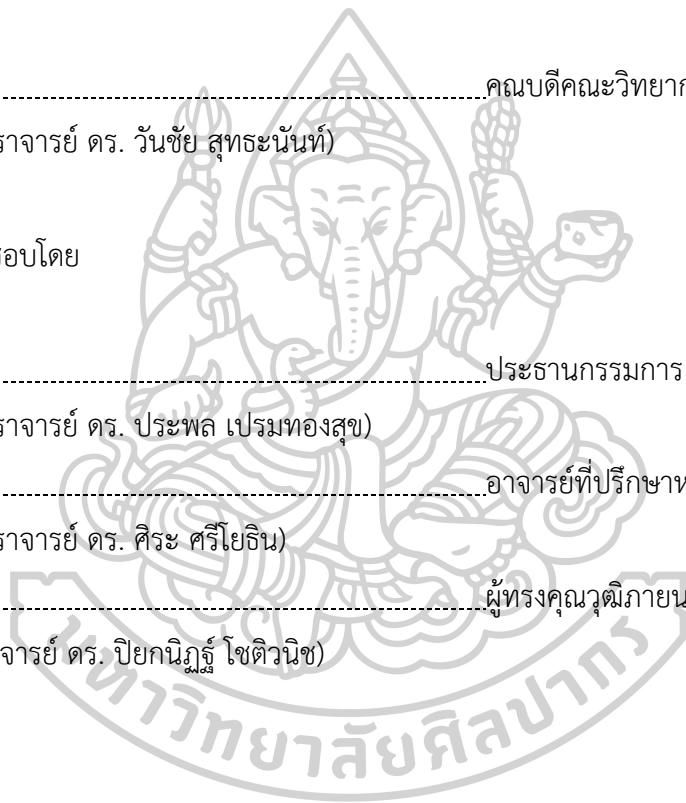 คณบดีคณะวิทยาก
ราจารย์ ดร. วันชัย สุทธะนันท์)
อบโดย
ประธานกรรมการ
ราจารย์ ดร. ประพล เปรมทองสุข)
อาจารย์ที่ปรึกษาห
ราจารย์ ดร. ศิระ ศรีโยธิน)
ผู้ทรงคุณวุฒิภายน
จารย์ ดร. ปิยกนิฏฐ์ โชติวนิช)
มหาวิทยาลัยศิลปากร